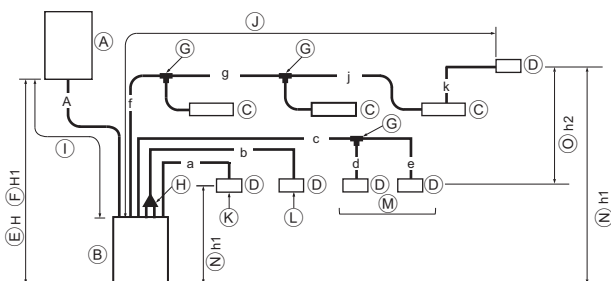 Ⓙ
Ⓐ
Ⓖ Ⓖ
Ⓓ
g j
A f k
Ⓒ Ⓒ Ⓒ
Ⓘ
Ⓖ
c
b
a
d e
Ⓗ
Ⓓ Ⓓ Ⓓ Ⓓ
Ⓚ Ⓛ Ⓜ
Ⓑ
Ⓔ H
Ⓕ H1
Ⓝ h1
Ⓞ h2
Ⓝ h1